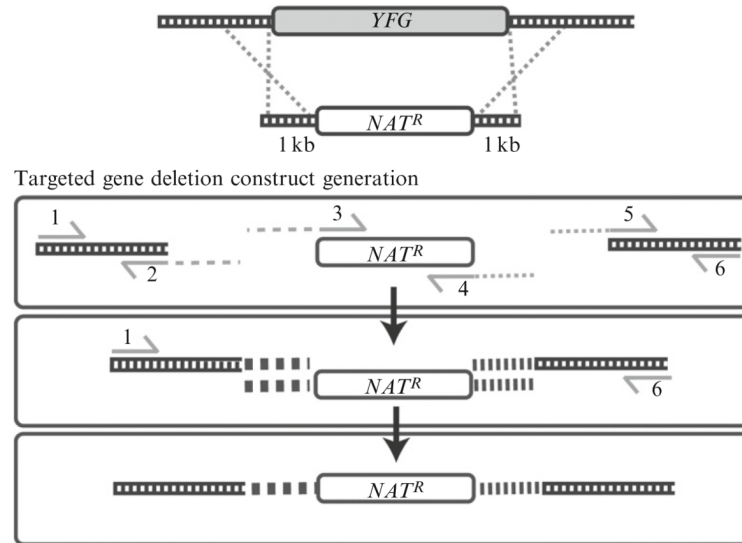 YFG
NATᴿ
1 kb 1 kb
Targeted gene deletion construct generation
1 3 5
NATᴿ
2 4 6
1
NATᴿ 6
NATᴿ